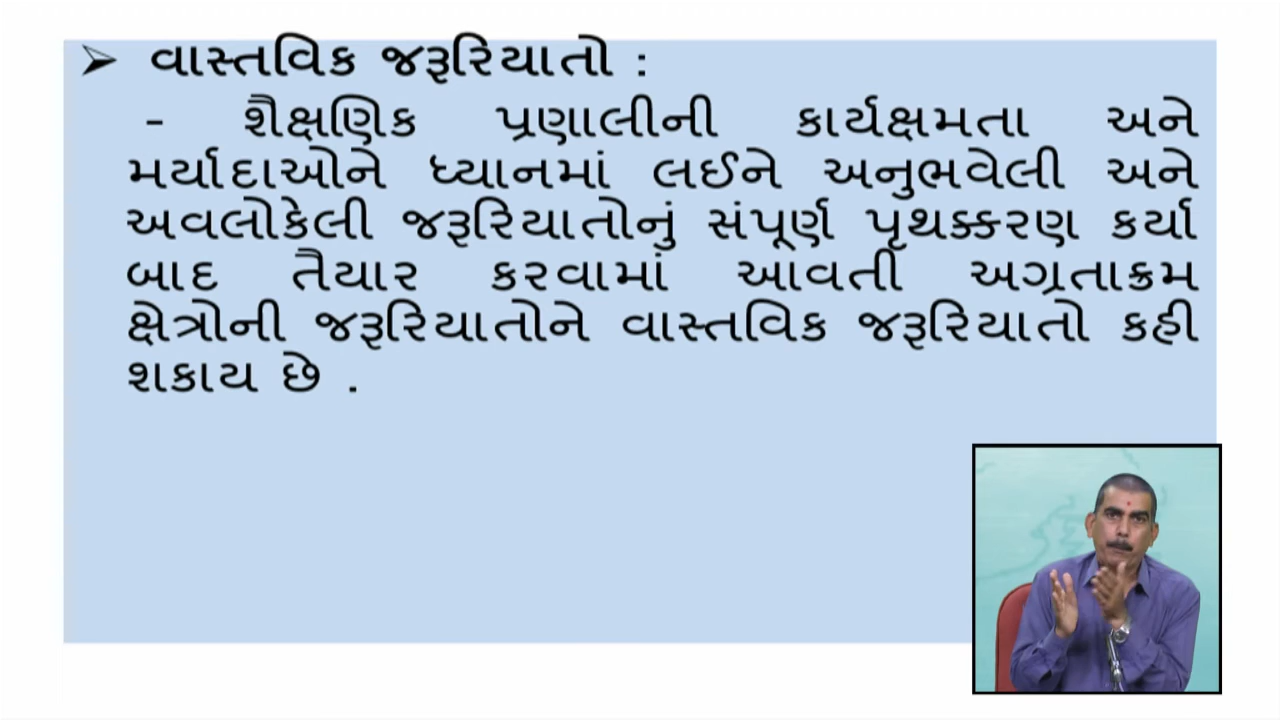 ➢ વાસ્તવિક જરૂરિયાતો :
- શૈક્ષણિક પ્રણાલીની કાર્યક્ષમતા અને
મર્યાદાઓને ધ્યાનમાં લઈને અનુભવેલી અને
અવલોકેલી જરૂરિયાતોનું સંપૂર્ણ પૃથક્કરણ કર્યા
બાદ તૈયાર કરવામાં આવતી અગ્રતાક્રમ
ક્ષેત્રોની જરૂરિયાતોને વાસ્તવિક જરૂરિયાતો કહી
શકાય છે .